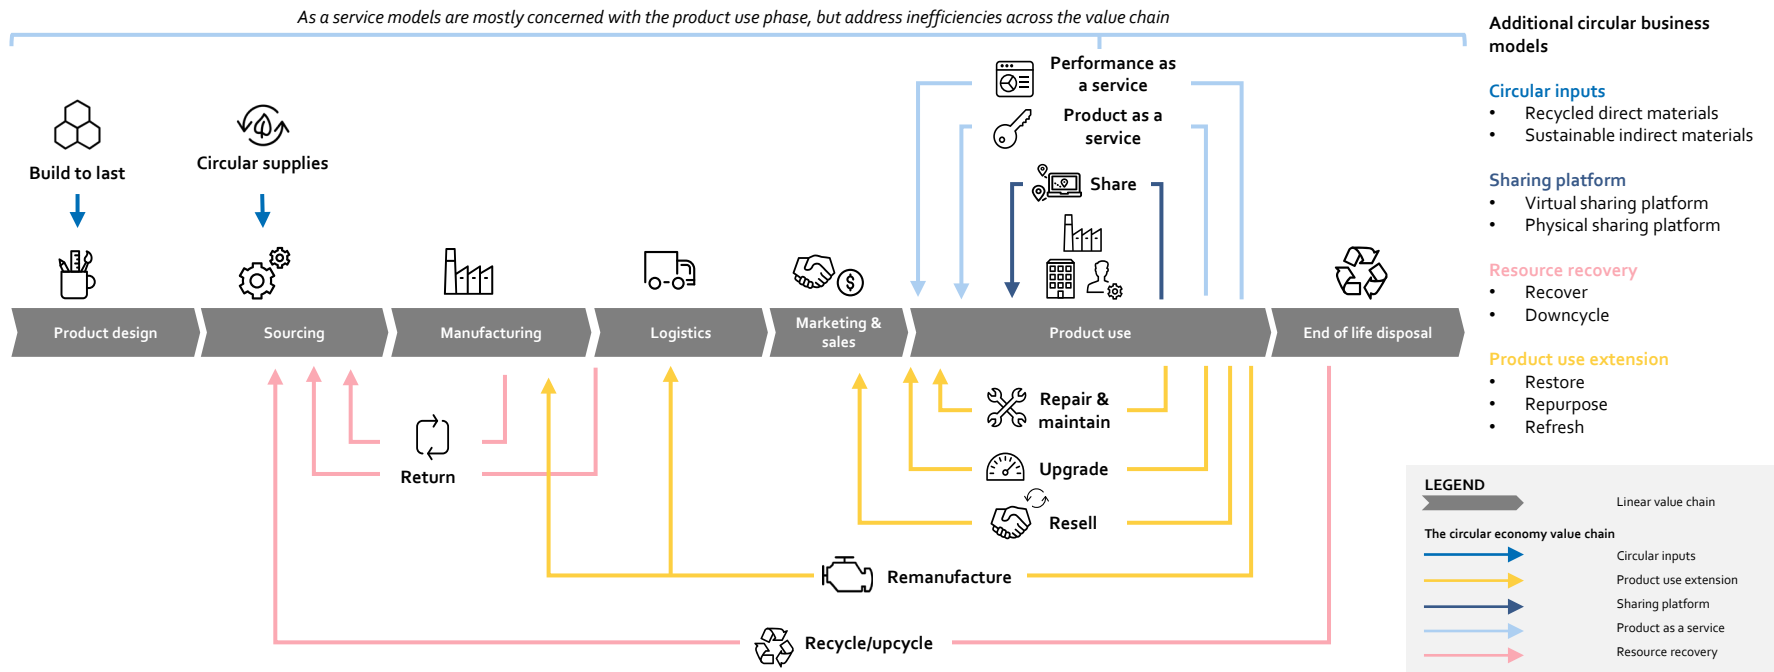 As a service models are mostly concerned with the product use phase, but address inefficiencies across the value chain
Performance as
a service
Product as a
service
Share
Build to last
Circular supplies
$
Product design
Sourcing
Manufacturing
Logistics
Marketing &
sales
Product use
End of life disposal
Return
Repair &
maintain
Upgrade
Resell
Remanufacture
Recycle/upcycle
Additional circular business
models
Circular inputs
• Recycled direct materials
• Sustainable indirect materials
Sharing platform
• Virtual sharing platform
• Physical sharing platform
Resource recovery
• Recover
• Downcycle
Product use extension
• Restore
• Repurpose
• Refresh
LEGEND
Linear value chain
The circular economy value chain
Circular inputs
Product use extension
Sharing platform
Product as a service
Resource recovery